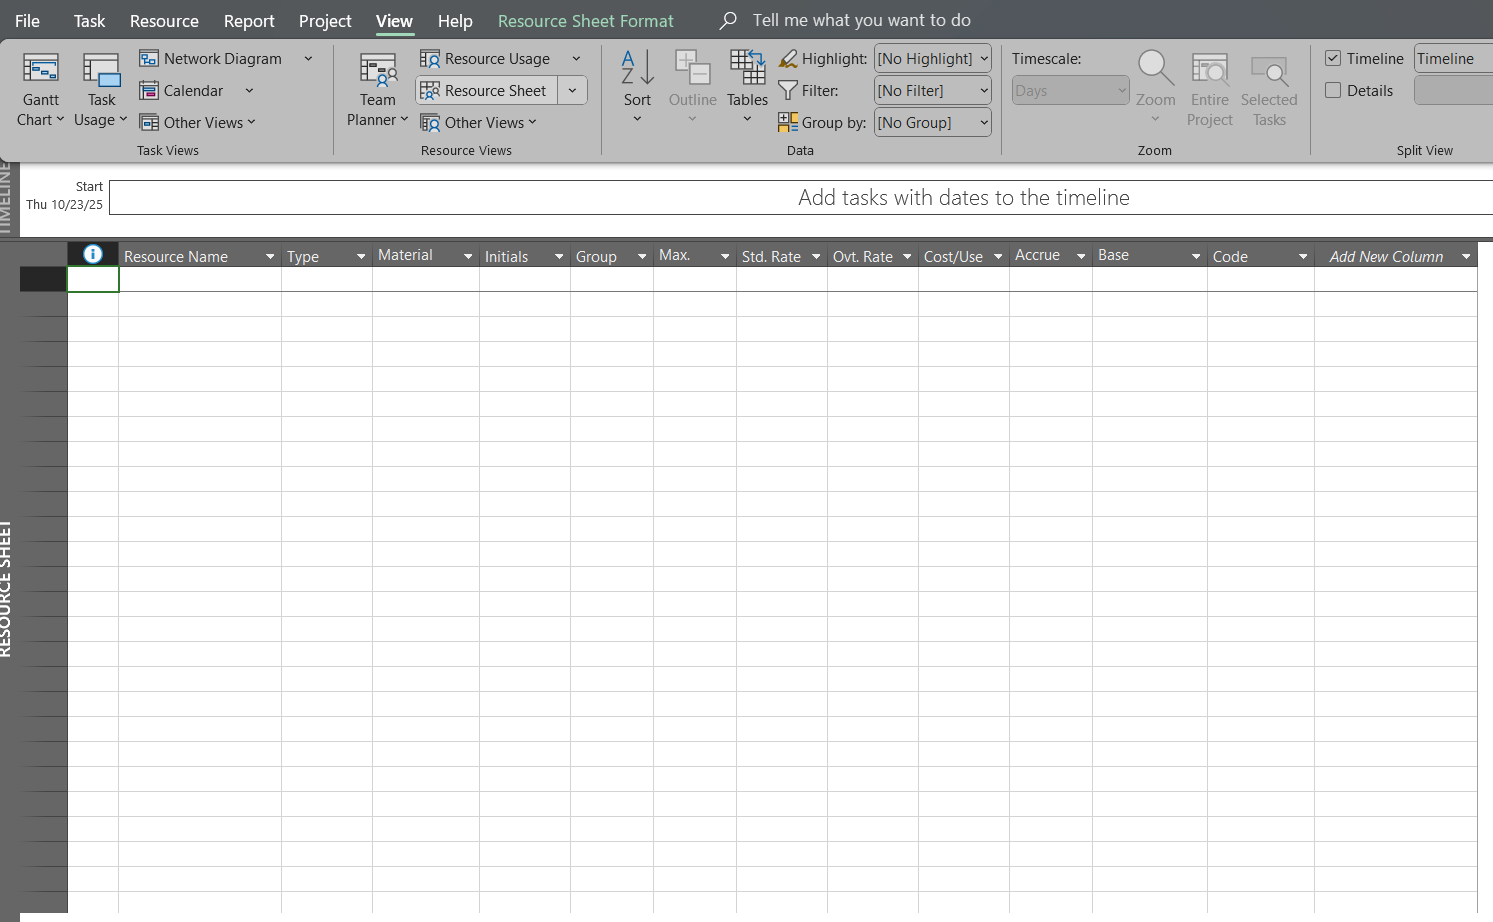 File Task Resource Report Project View Help Resource Sheet Format Tell me what you want to do
Gantt Chart
Task Usage
Network Diagram
Calendar
Other Views
Task Views
Team Planner
Resource Usage
Resource Sheet
Other Views
Resource Views
A Z
Sort
Outline
Tables
Highlight: [No Highlight]
Filter: [No Filter]
Group by: [No Group]
Data
Timescale:
Days
Zoom
Entire Project
Selected Tasks
Zoom
Timeline Timeline
Details
Split View
TIMELINE
Start
Thu 10/23/25
Add tasks with dates to the timeline
Resource Name Type Material Initials Group Max. Std. Rate Ovt. Rate Cost/Use Accrue Base Code Add New Column
RESOURCE SHEET